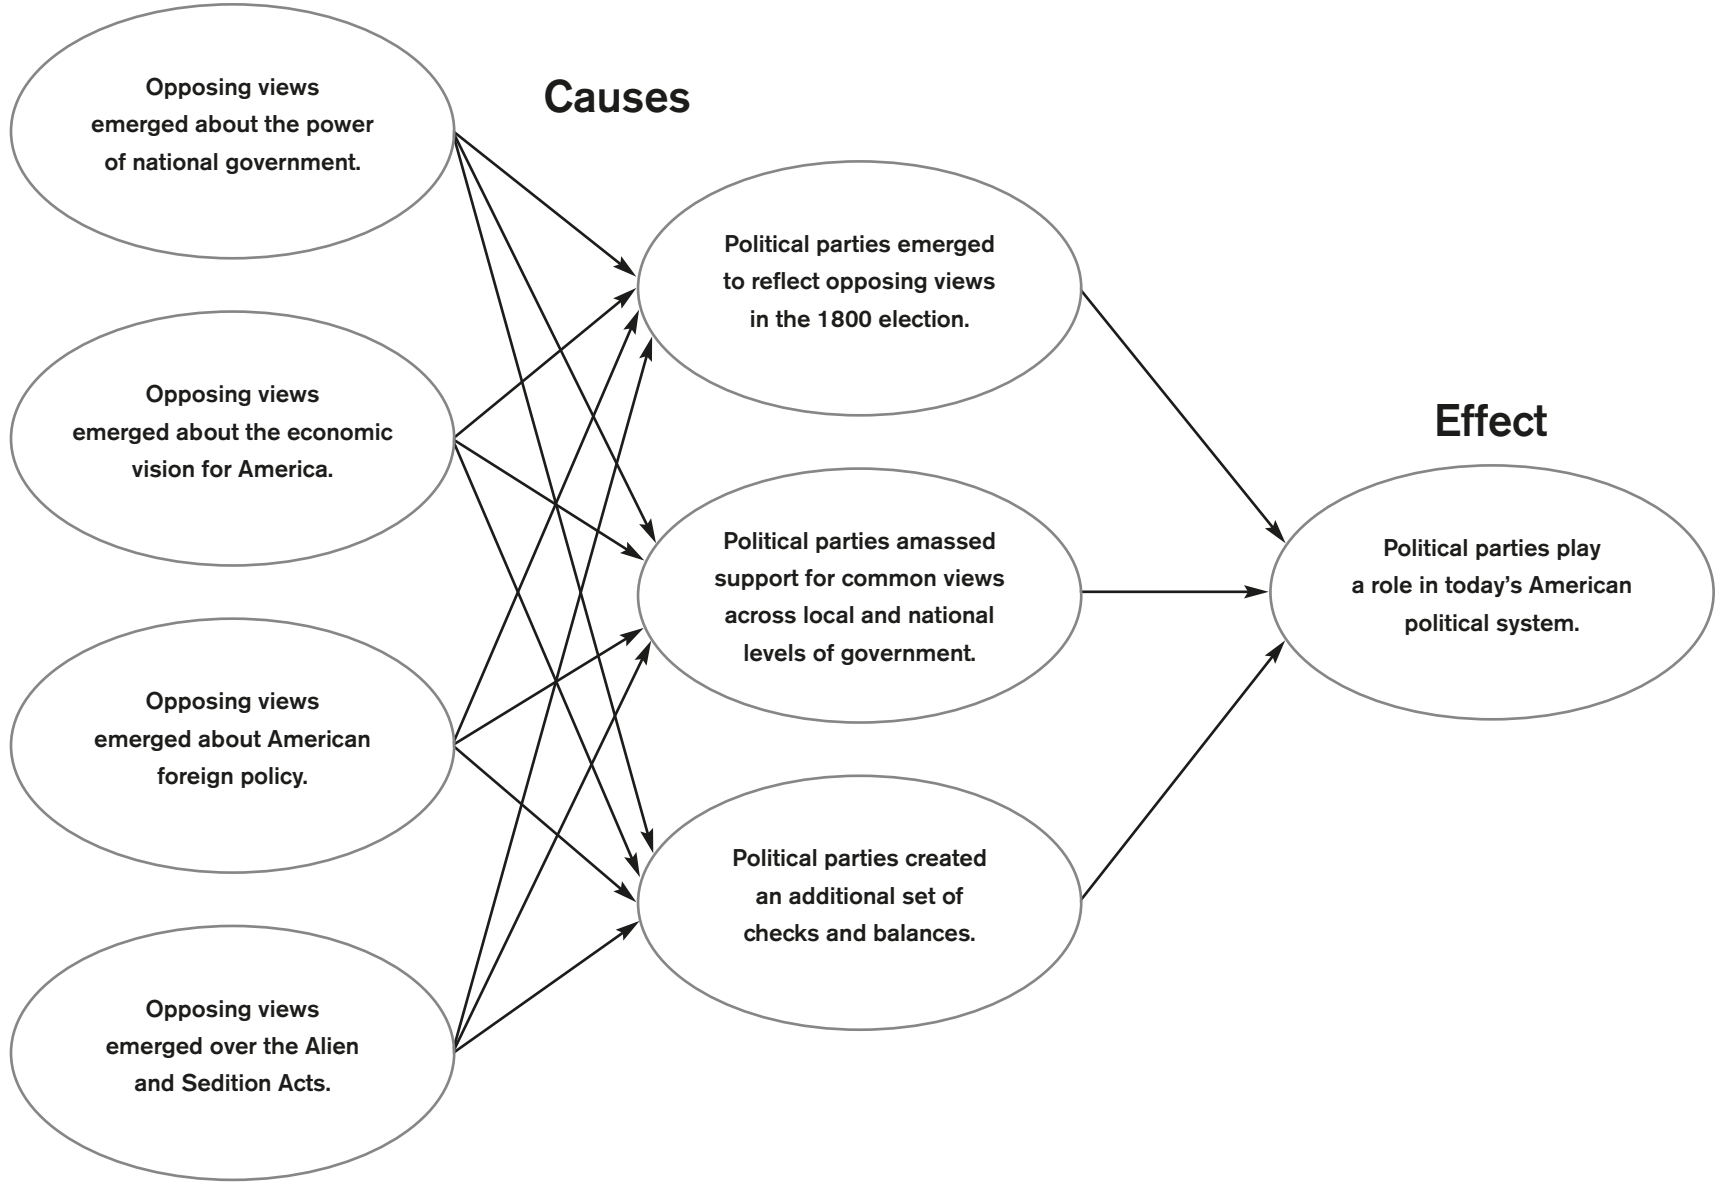 Causes
Opposing views
emerged about the power
of national government.
Opposing views
emerged about the economic
vision for America.
Opposing views
emerged about American
foreign policy.
Opposing views
emerged over the Alien
and Sedition Acts.
Political parties emerged
to reflect opposing views
in the 1800 election.
Political parties amassed
support for common views
across local and national
levels of government.
Political parties created
an additional set of
checks and balances.
Effect
Political parties play
a role in today’s American
political system.